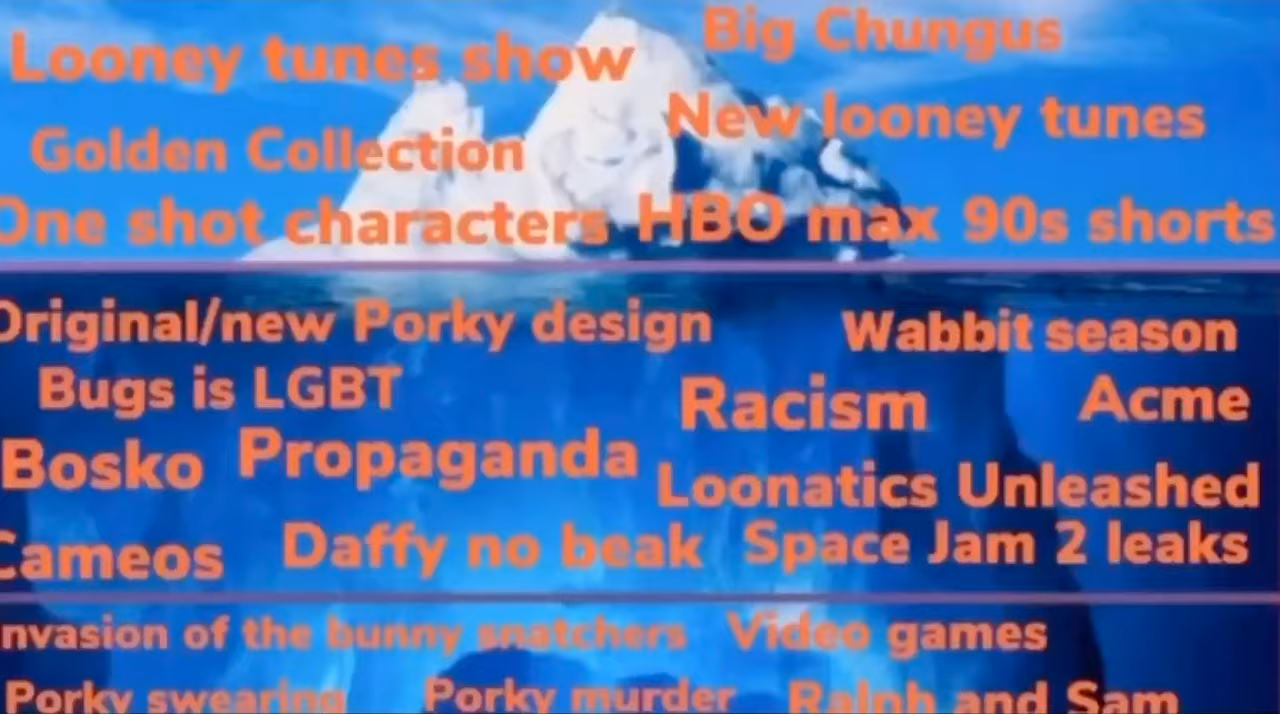 Looney tunes show
Big Chungus
New looney tunes
Golden Collection
One shot characters
HBO max
90s shorts
Original/new Porky design
Wabbit season
Bugs is LGBT
Racism
Acme
Bosko
Propaganda
Loonatics Unleashed
Cameos
Daffy no beak
Space Jam 2 leaks
nvasion of the bunny snatchers
Video games
Porky swearing
Porky murder
Ralph and Sam